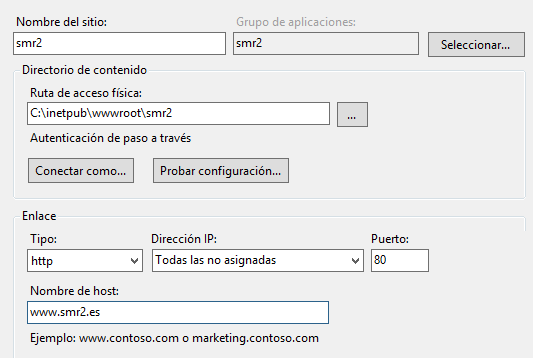 Nombre del sitio: Grupo de aplicaciones:
smr2 smr2 Seleccionar...
Directorio de contenido
Ruta de acceso física:
C:\inetpub\wwwroot\smr2 ...
Autenticación de paso a través
Conectar como... Probar configuración...
Enlace
Tipo: Dirección IP: Puerto:
http Todas las no asignadas 80
Nombre de host:
www.smr2.es
Ejemplo: www.contoso.com o marketing.contoso.com